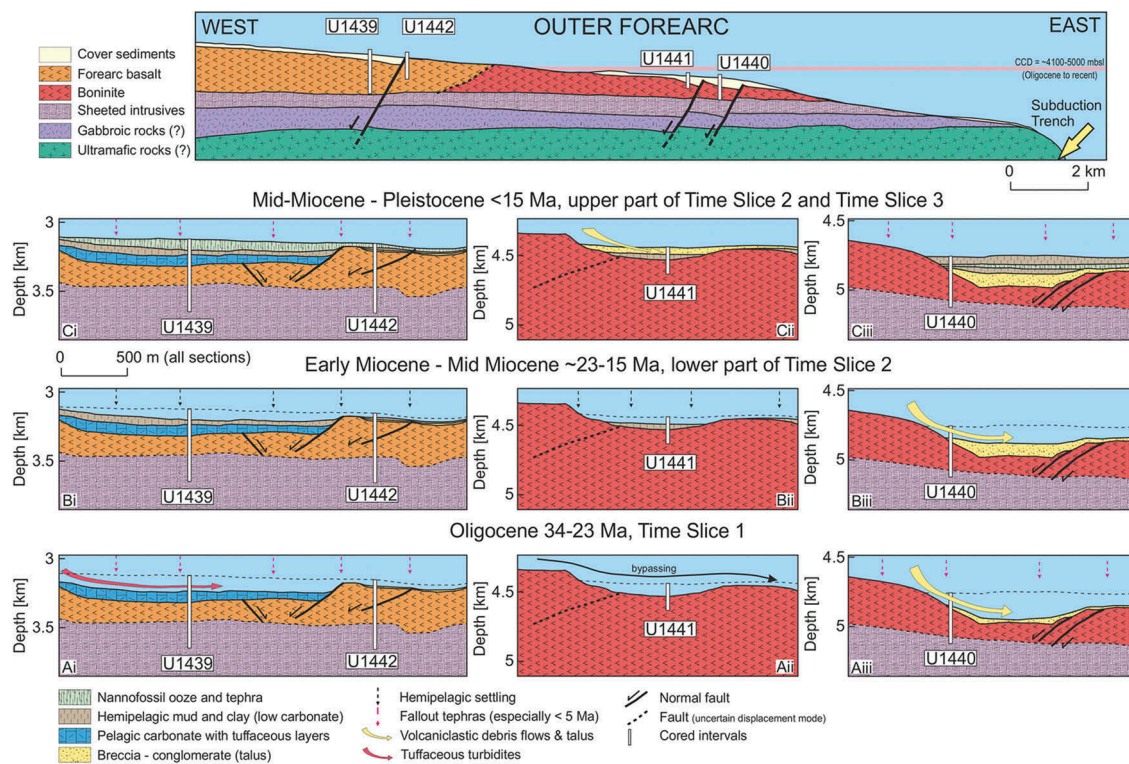 WEST
U1439
U1442
OUTER FOREARC
U1441
U1440
EAST
CCD = ~4100-5000 mbsl
(Oligocene to recent)
Subduction
Trench
Cover sediments
Forearc basalt
Boninite
Sheeted intrusives
Gabbroic rocks (?)
Ultramafic rocks (?)
0 2 km
Mid-Miocene - Pleistocene <15 Ma, upper part of Time Slice 2 and Time Slice 3
Depth [km]
3
3.5
U1439
U1442
Ci
Depth [km]
4.5
5
U1441
Cii
Depth [km]
4.5
5
U1440
Ciii
0 500 m (all sections)
Early Miocene - Mid Miocene ~23-15 Ma, lower part of Time Slice 2
Depth [km]
3
3.5
U1439
U1442
Bi
Depth [km]
4.5
5
U1441
Bii
Depth [km]
4.5
5
U1440
Biii
Oligocene 34-23 Ma, Time Slice 1
Depth [km]
3
3.5
U1439
U1442
Ai
Depth [km]
4.5
5
bypassing
U1441
Aii
Depth [km]
4.5
5
U1440
Aiii
Nannofossil ooze and tephra
Hemipelagic mud and clay (low carbonate)
Pelagic carbonate with tuffaceous layers
Breccia - conglomerate (talus)
Hemipelagic settling
Fallout tephras (especially < 5 Ma)
Volcaniclastic debris flows & talus
Tuffaceous turbidites
Normal fault
Fault (uncertain displacement mode)
Cored intervals